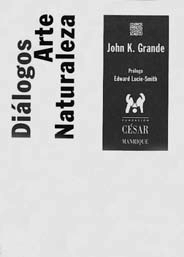 Diálogos
Arte
Naturaleza
John K. Grande
Prólogo
Edward Lucie-Smith
FUNDACIÓN
CÉSAR
MANRIQUE